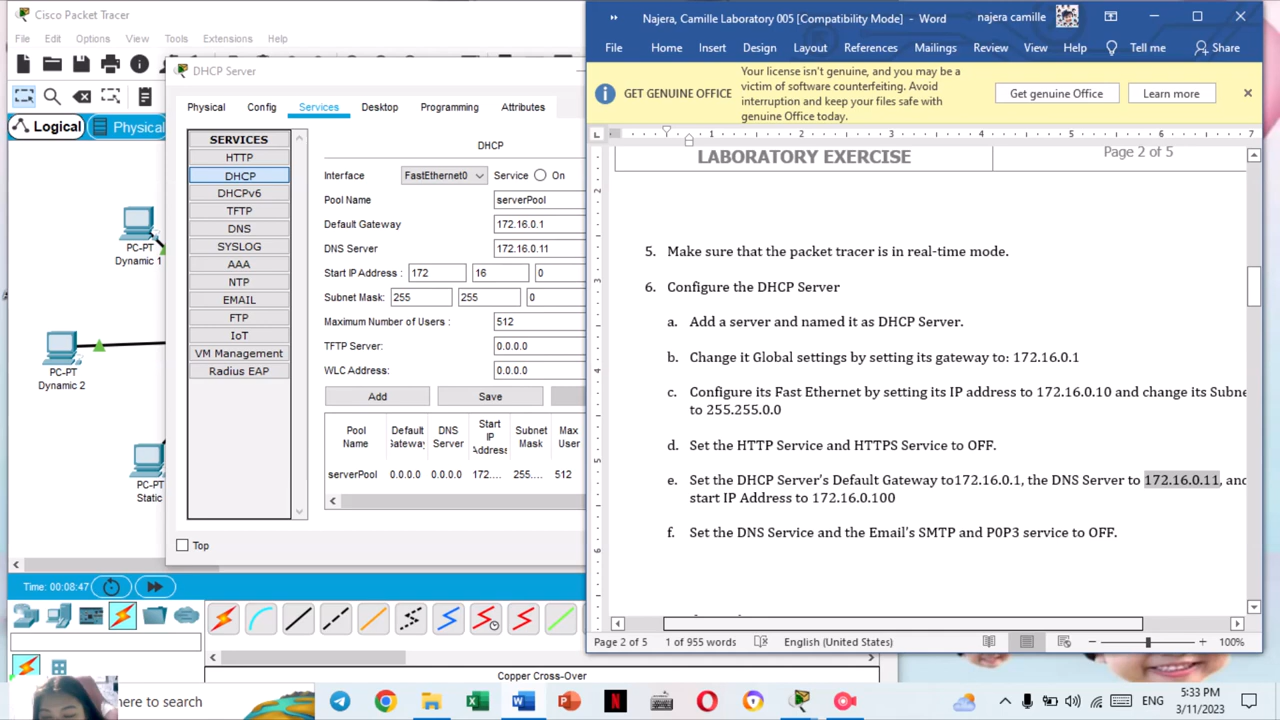 Cisco Packet Tracer
File Edit Options View Tools Extensions Help
Logical
Physical
PC-PT
Dynamic 1
PC-PT
Dynamic 2
PC-PT
Static
Time: 00:08:47
Copper Cross-Over
DHCP Server
Physical Config Services Desktop Programming Attributes
SERVICES
HTTP
DHCP
DHCPv6
TFTP
DNS
SYSLOG
AAA
NTP
EMAIL
FTP
IoT
VM Management
Radius EAP
DHCP
Interface FastEthernet0 Service On
Pool Name serverPool
Default Gateway 172.16.0.1
DNS Server 172.16.0.11
Start IP Address : 172 16 0
Subnet Mask: 255 255 0
Maximum Number of Users : 512
TFTP Server: 0.0.0.0
WLC Address: 0.0.0.0
Add Save
Pool Name Default Gateway DNS Server Start IP Address Subnet Mask Max User
serverPool 0.0.0.0 0.0.0.0 172.... 255.... 512
Top
Najera, Camille Laboratory 005 [Compatibility Mode] - Word
najera camille
File Home Insert Design Layout References Mailings Review View Help Tell me Share
GET GENUINE OFFICE
Your license isn't genuine, and you may be
victim of software counterfeiting. Avoid
interruption and keep your files safe with
genuine Office today.
Get genuine Office
Learn more
1 2 3 4 5 6 7
LABORATORY EXERCISE
Page 2 of 5
5. Make sure that the packet tracer is in real-time mode.
6. Configure the DHCP Server
a. Add a server and named it as DHCP Server.
b. Change it Global settings by setting its gateway to: 172.16.0.1
c. Configure its Fast Ethernet by setting its IP address to 172.16.0.10 and change its Subne
to 255.255.0.0
d. Set the HTTP Service and HTTPS Service to OFF.
e. Set the DHCP Server's Default Gateway to172.16.0.1, the DNS Server to 172.16.0.11, and
start IP Address to 172.16.0.100
f. Set the DNS Service and the Email's SMTP and P0P3 service to OFF.
Page 2 of 5 1 of 955 words English (United States) 100%
here to search
ENG
5:33 PM
3/11/2023